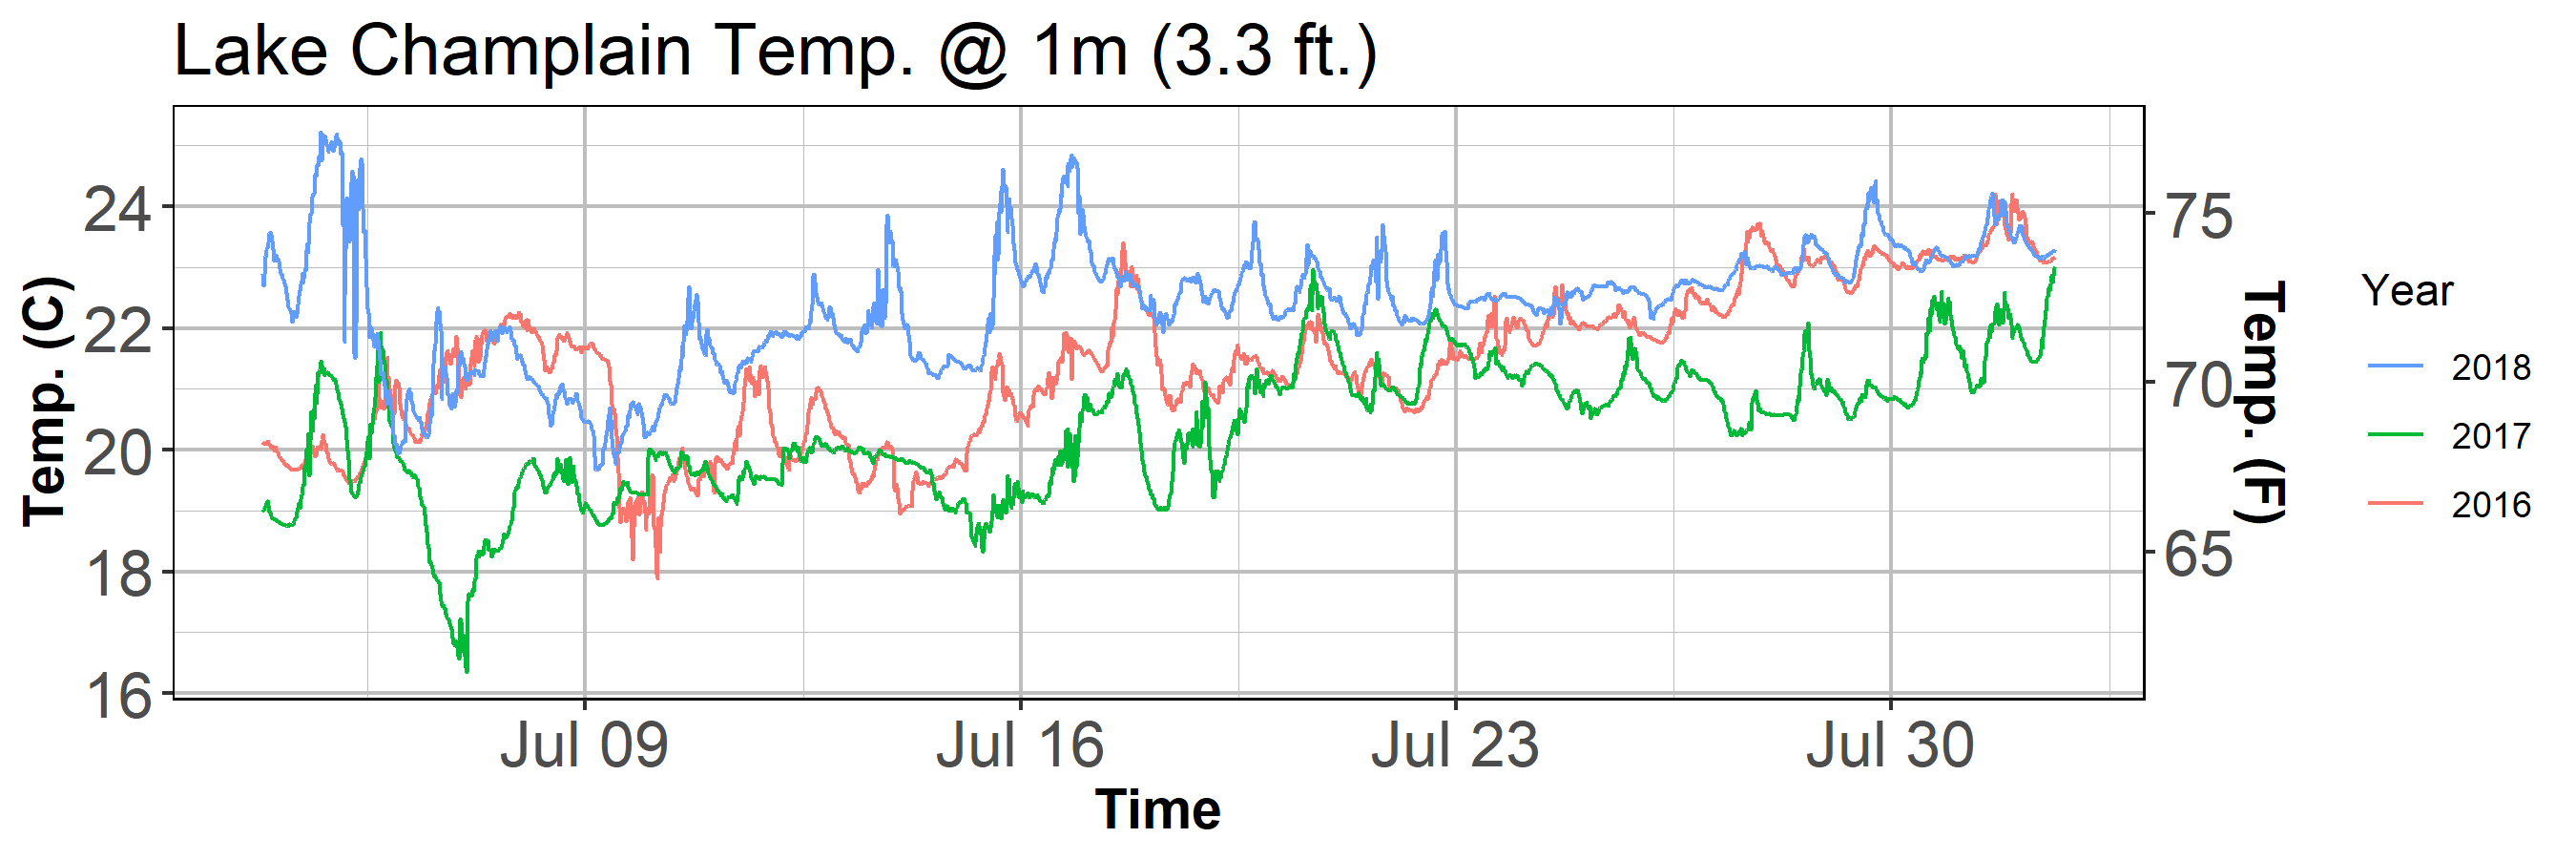 Lake Champlain Temp. @ 1m (3.3 ft.)
Temp. (C)
24
22
20
18
16
75
70
65
Temp. (F)
Jul 09
Jul 16
Jul 23
Jul 30
Time
Year
2018
2017
2016